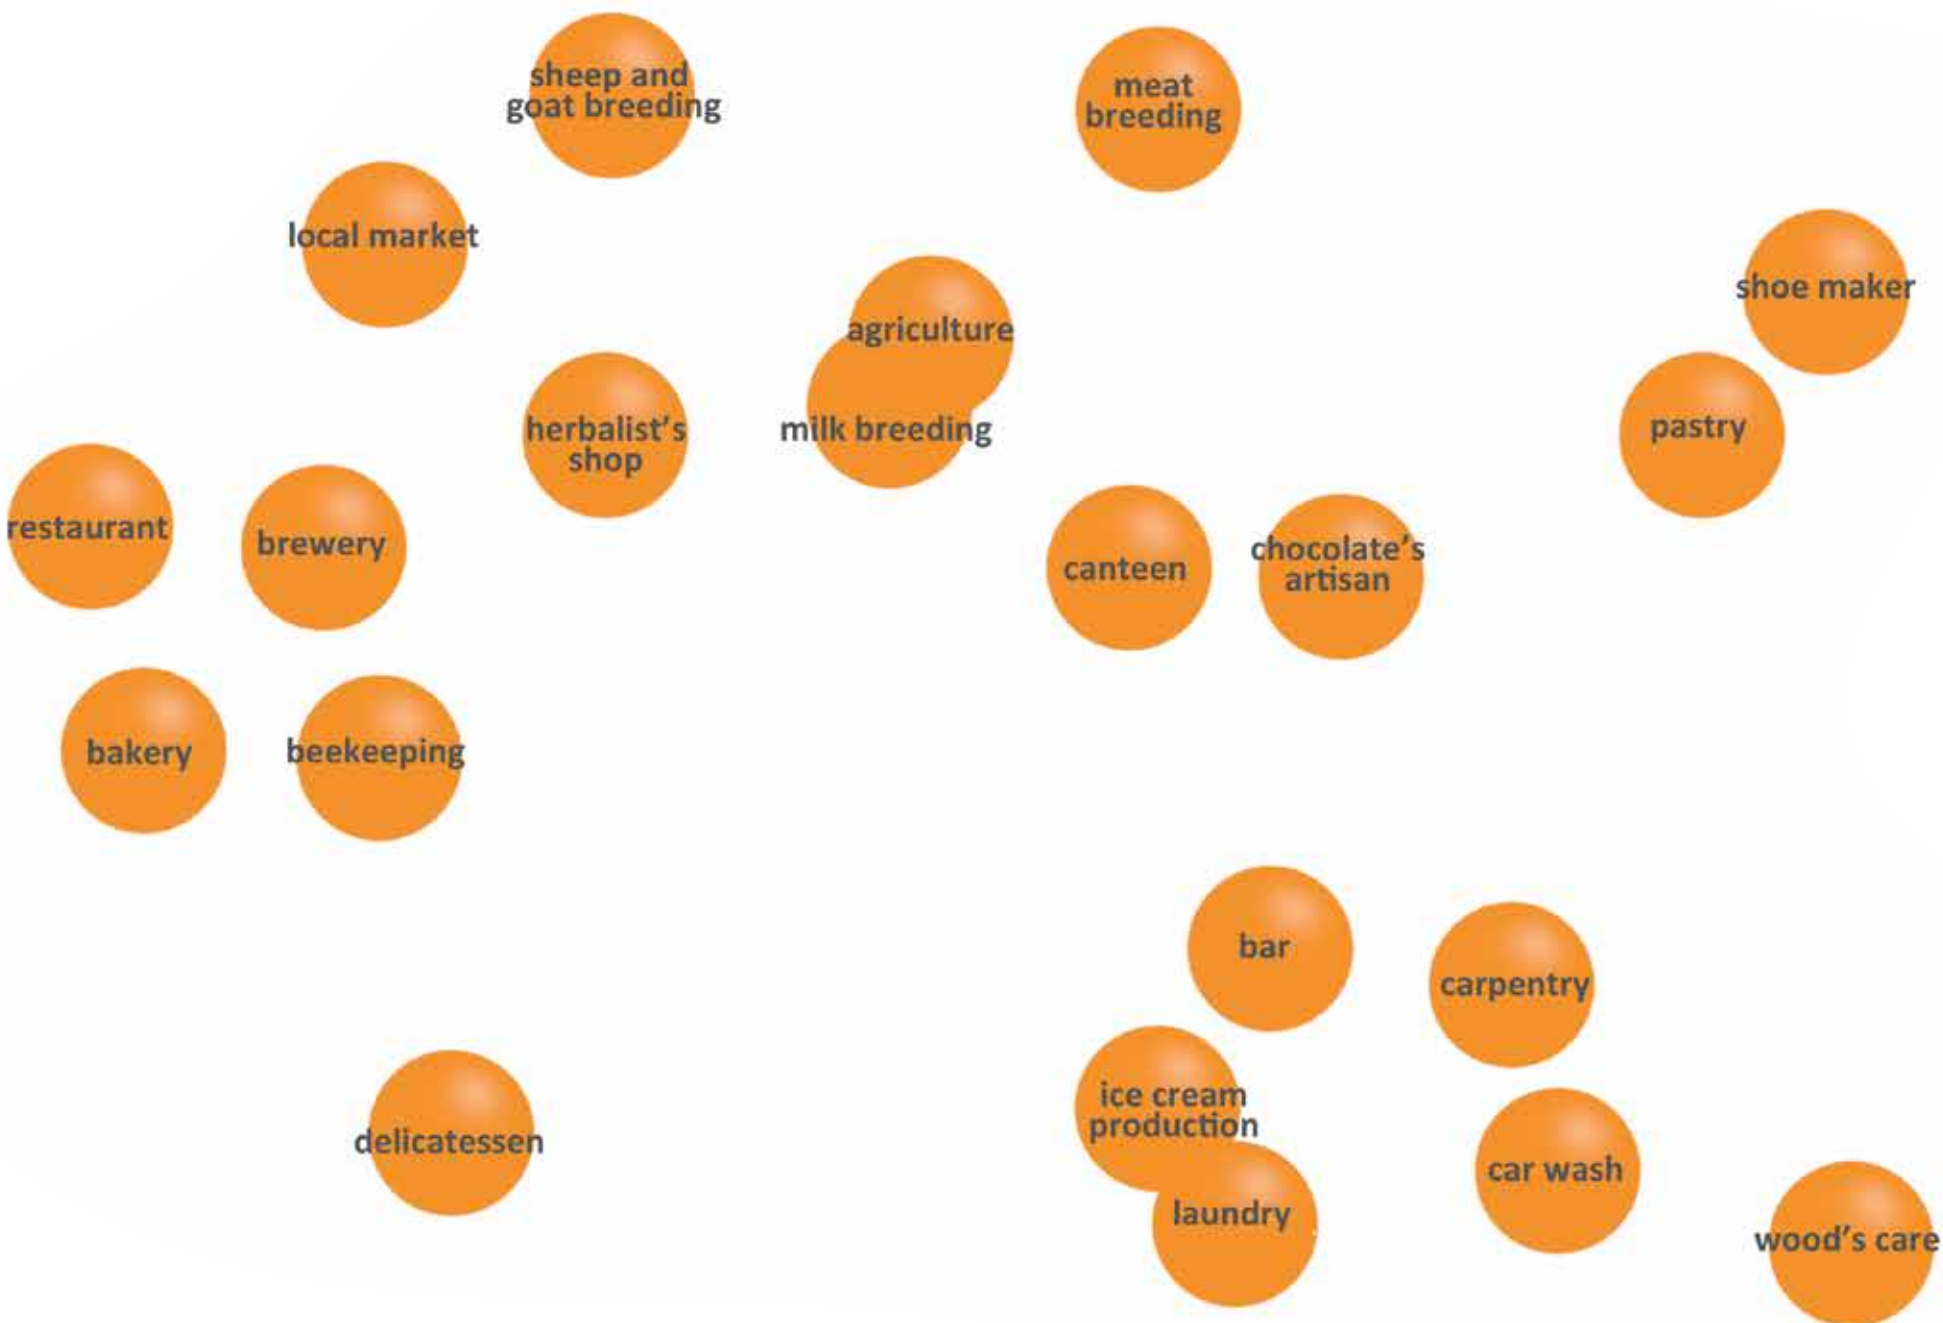 sheep and
goat breeding
meat
breeding
local market
shoe maker
agriculture
milk breeding
herbalist's
shop
pastry
restaurant
brewery
canteen
chocolate's
artisan
bakery
beekeeping
bar
carpentry
ice cream
production
delicatessen
car wash
laundry
wood's care